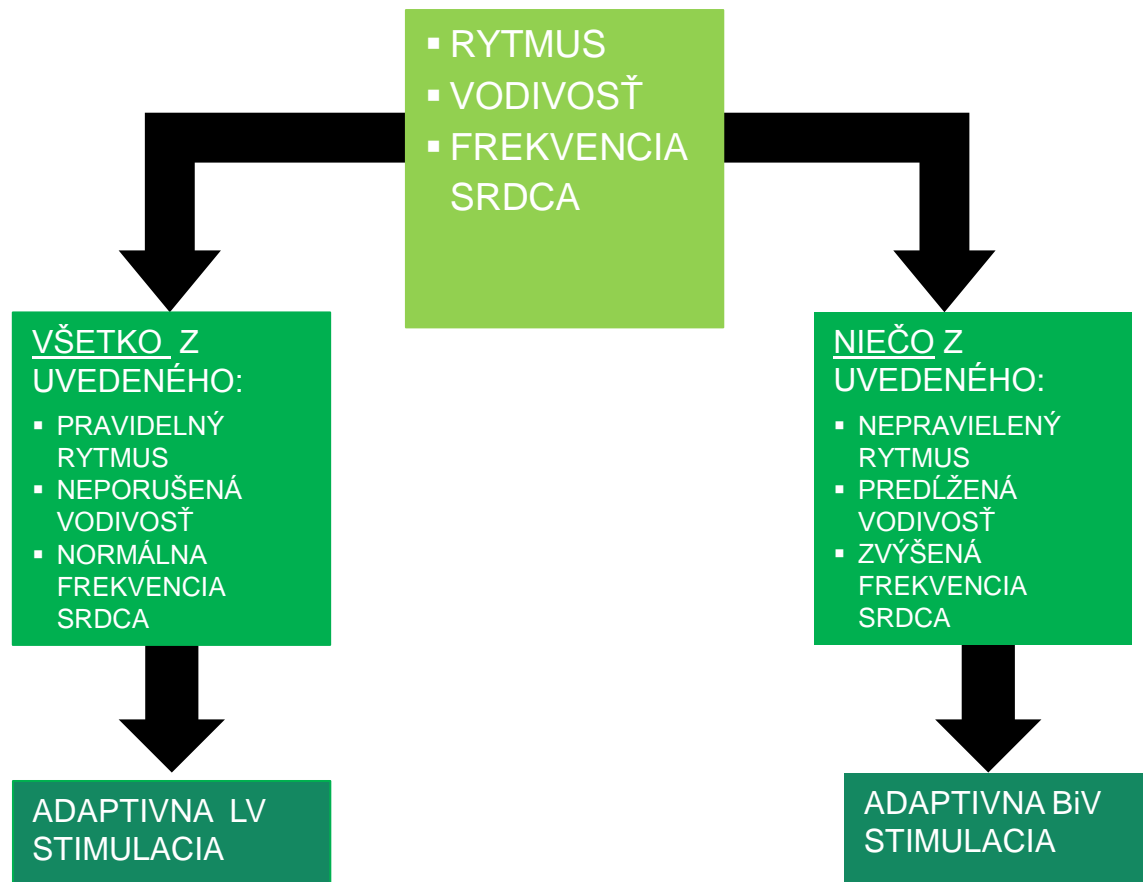 ▪ RYTMUS
▪ VODIVOSŤ
▪ FREKVENCIA
SRDCA
VŠETKO Z
UVEDENÉHO:
▪ PRAVIDELNÝ
RYTMUS
▪ NEPORUŠENÁ
VODIVOSŤ
▪ NORMÁLNA
FREKVENCIA
SRDCA
NIEČO Z
UVEDENÉHO:
▪ NEPRAVIELENÝ
RYTMUS
▪ PREDĹŽENÁ
VODIVOSŤ
▪ ZVÝŠENÁ
FREKVENCIA
SRDCA
ADAPTIVNA LV
STIMULACIA
ADAPTIVNA BiV
STIMULACIA